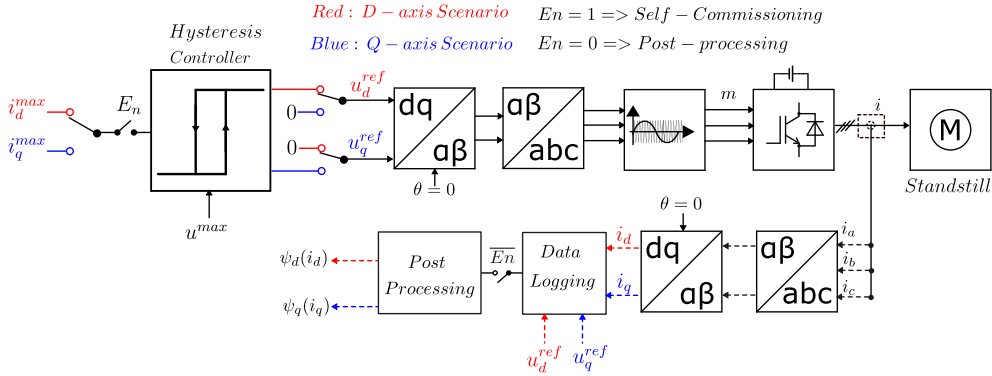 Red : D − axis Scenario
En = 1 => Self − Commissioning
Blue : Q − axis Scenario
En = 0 => Post − processing
Hysteresis
Controller
i_d^{max}
i_q^{max}
E_n
u^{max}
0
0
u_d^{ref}
u_q^{ref}
dq
αβ
θ = 0
αβ
abc
m
i
M
Standstill
θ = 0
ψ_d(i_d)
ψ_q(i_q)
Post
Processing
\overline{En}
Data
Logging
i_d
i_q
dq
αβ
αβ
abc
i_a
i_b
i_c
u_d^{ref}
u_q^{ref}